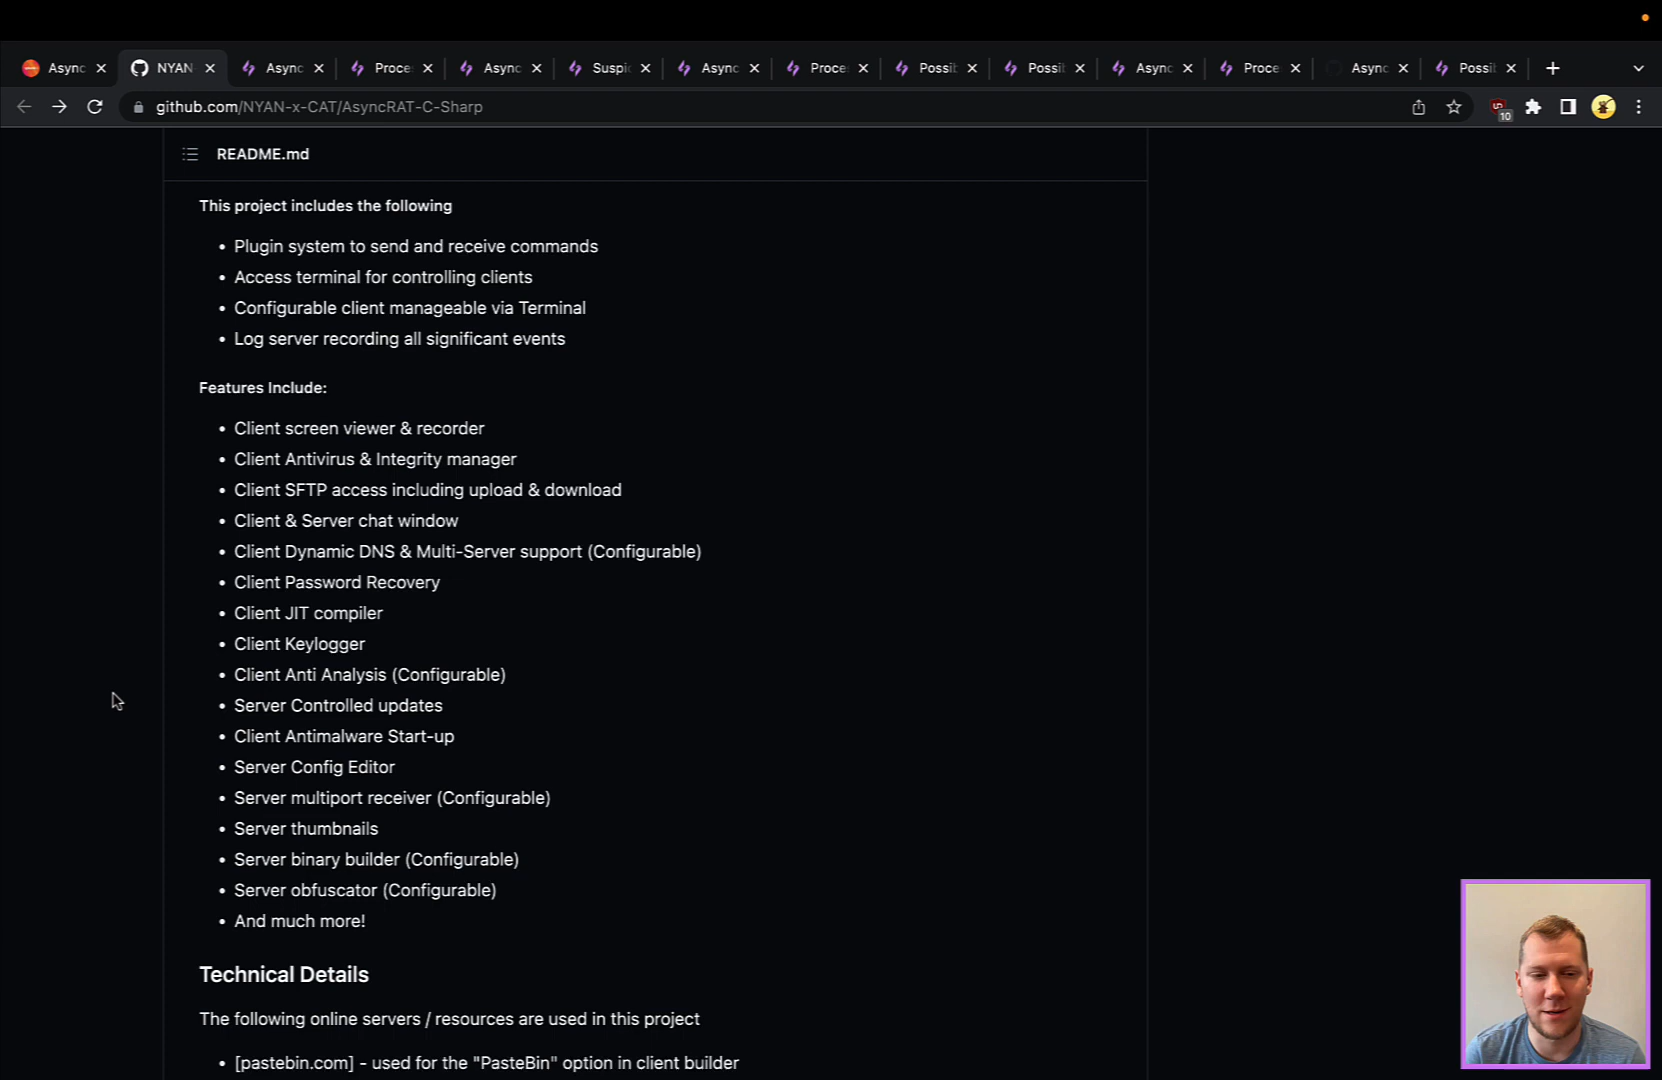 Async
NYAN
Async
Proce
Async
Suspi
Async
Proce
Possib
Possib
Async
Proce
Async
Possib
github.com/NYAN-x-CAT/AsyncRAT-C-Sharp
10
README.md
This project includes the following
• Plugin system to send and receive commands
• Access terminal for controlling clients
• Configurable client manageable via Terminal
• Log server recording all significant events
Features Include:
• Client screen viewer & recorder
• Client Antivirus & Integrity manager
• Client SFTP access including upload & download
• Client & Server chat window
• Client Dynamic DNS & Multi-Server support (Configurable)
• Client Password Recovery
• Client JIT compiler
• Client Keylogger
• Client Anti Analysis (Configurable)
• Server Controlled updates
• Client Antimalware Start-up
• Server Config Editor
• Server multiport receiver (Configurable)
• Server thumbnails
• Server binary builder (Configurable)
• Server obfuscator (Configurable)
• And much more!
Technical Details
The following online servers / resources are used in this project
• [pastebin.com] - used for the "PasteBin" option in client builder